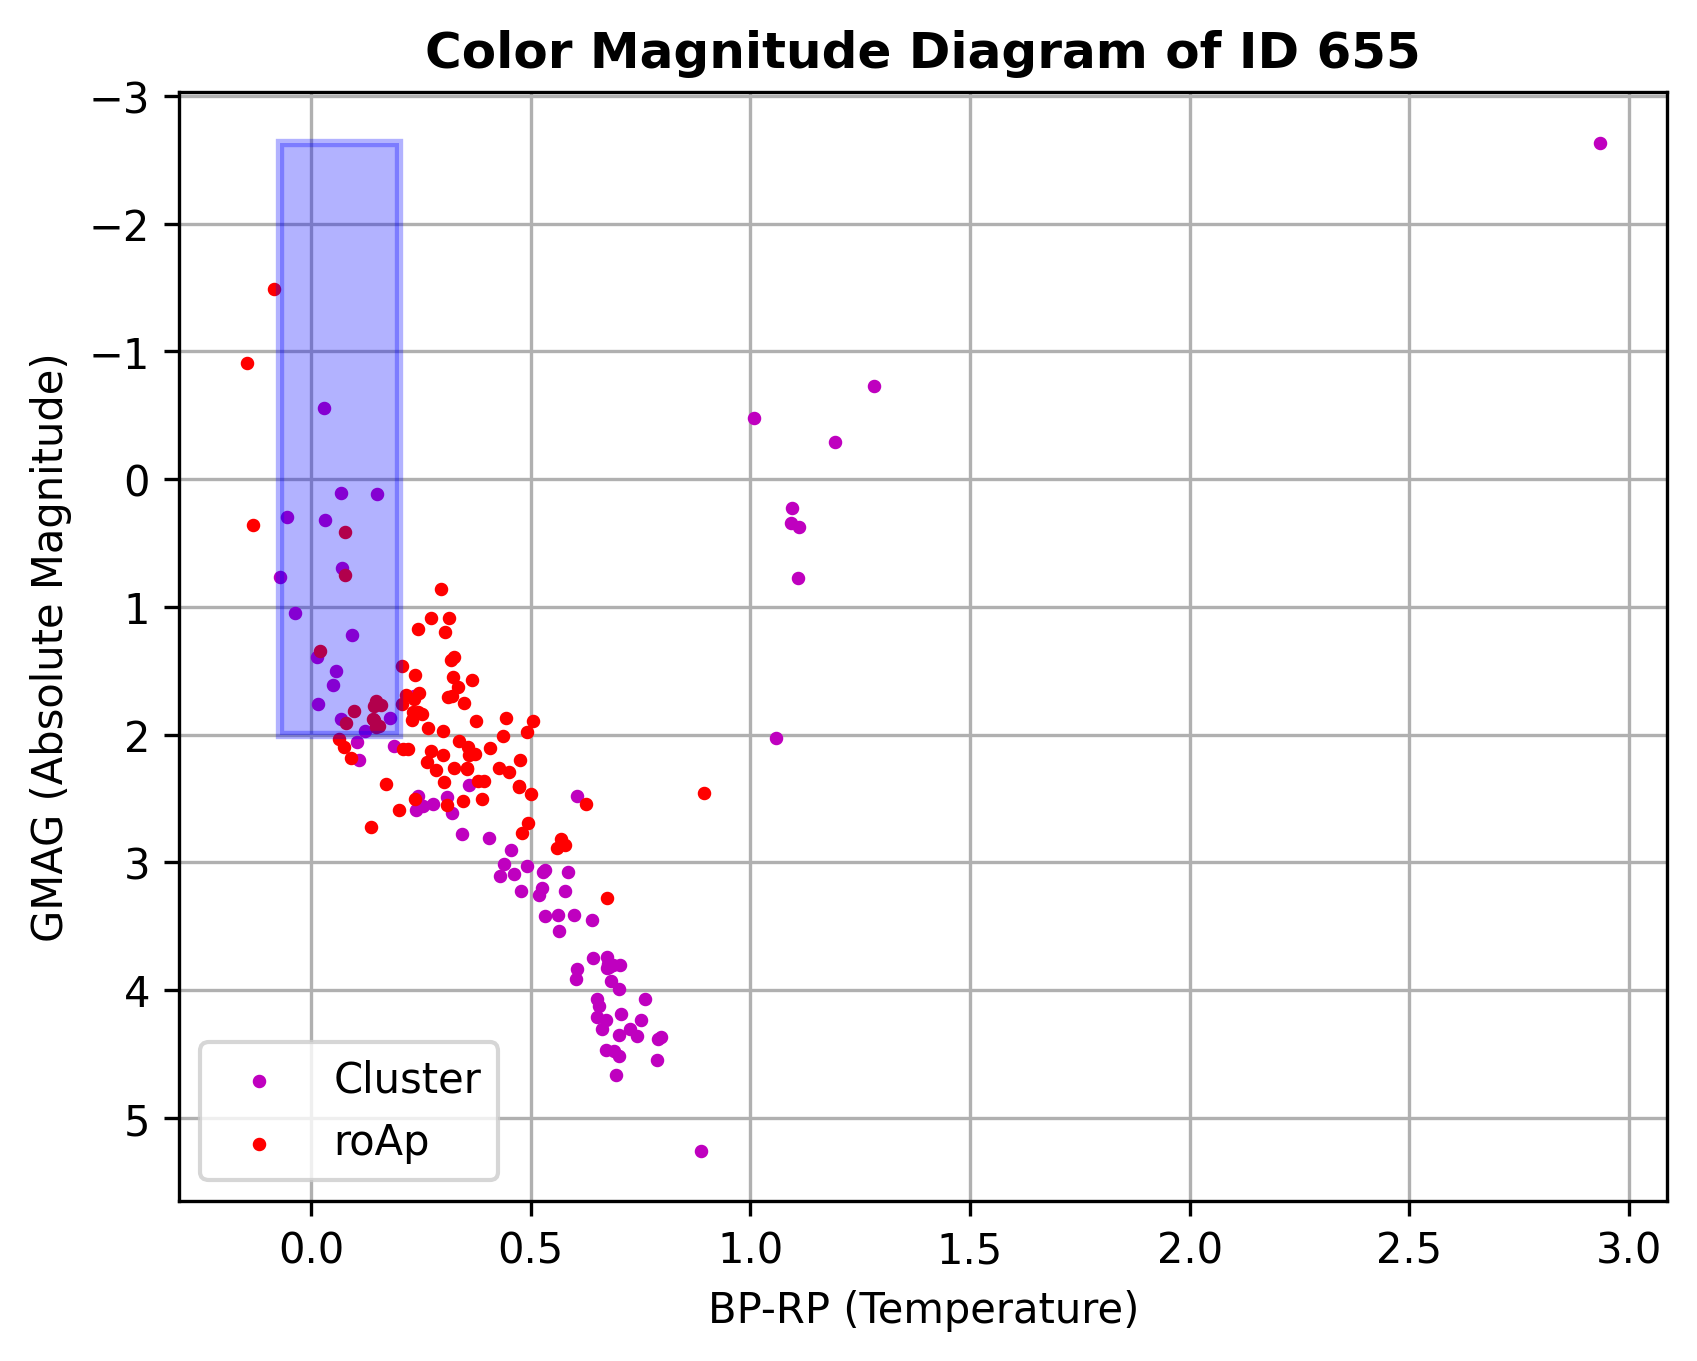 Color Magnitude Diagram of ID 655
−3
−2
−1
0
1
2
3
4
5
GMAG (Absolute Magnitude)
Cluster
roAp
0.0 0.5 1.0 1.5 2.0 2.5 3.0
BP-RP (Temperature)